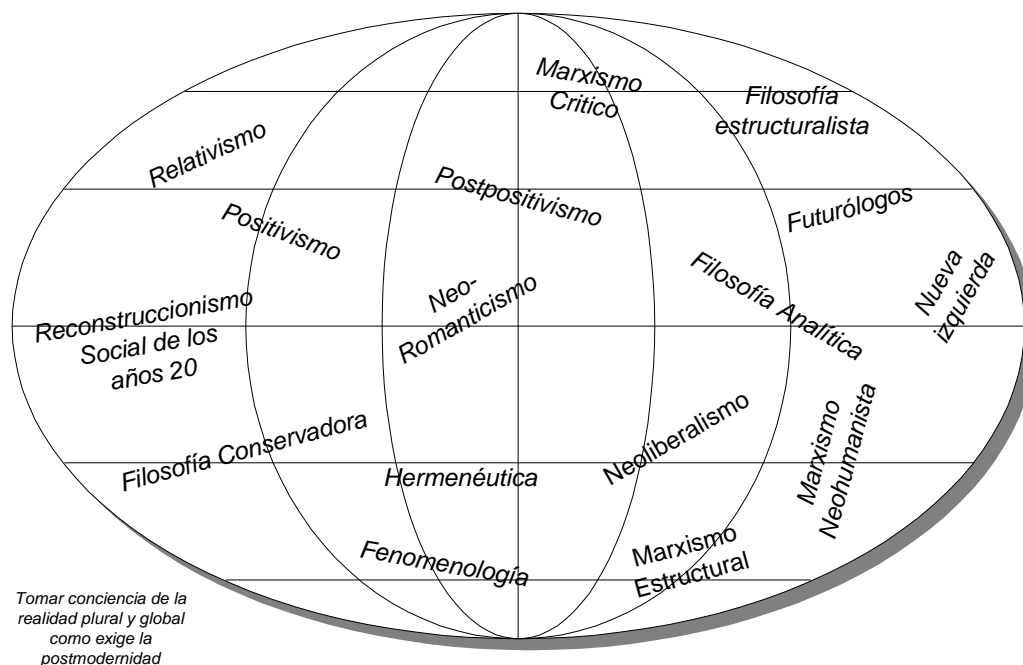 Marxismo
Critico
Filosofía
estructuralista
Relativismo
Postpositivismo
Futurólogos
Positivismo
Filosofía Analítica
Nueva
izquierda
Reconstruccionismo
Social de los
años 20
Neo-
Romanticismo
Filosofía Conservadora
Hermenéutica
Neoliberalismo
Marxismo
Neohumanista
Fenomenología
Marxismo
Estructural
Tomar conciencia de la
realidad plural y global
como exige la
postmodernidad